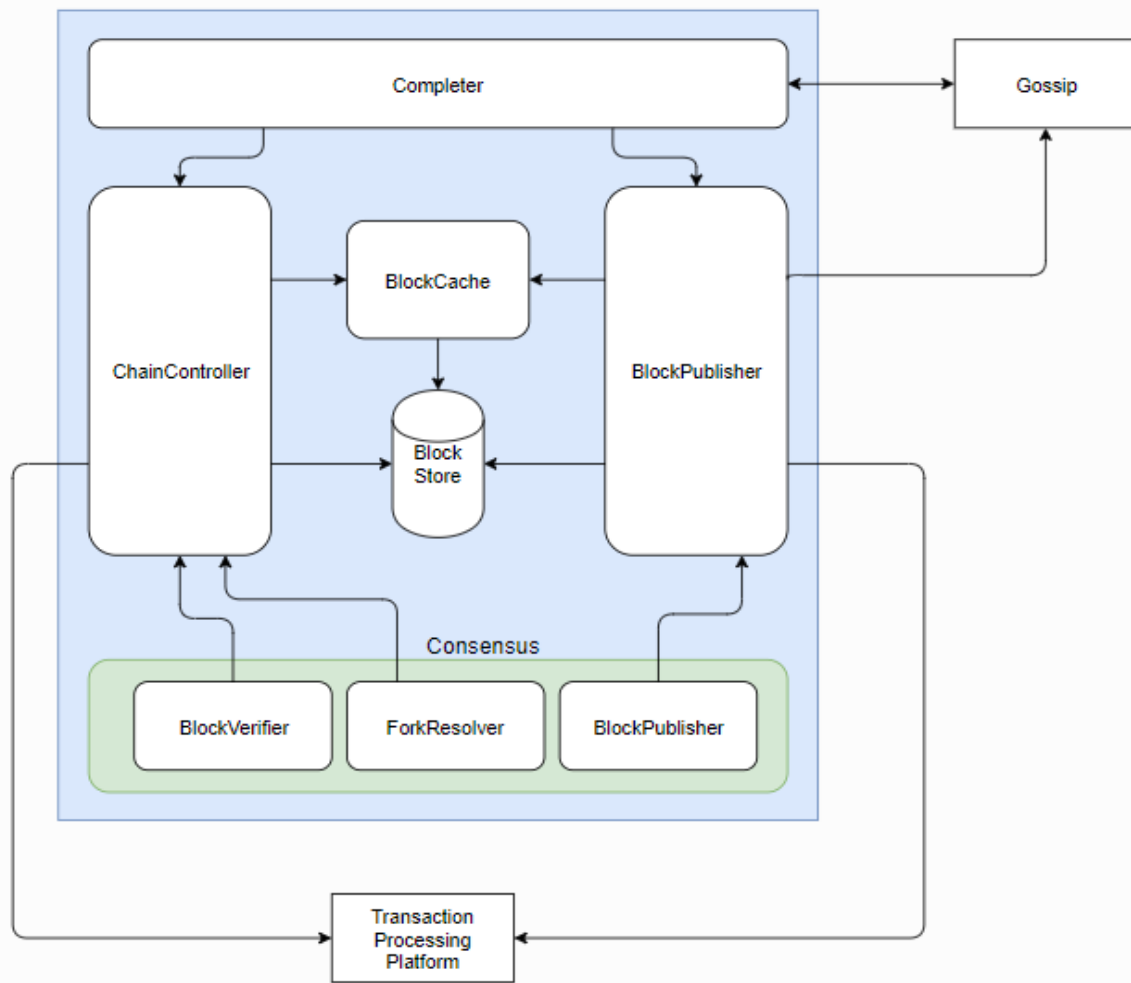 Completer
Gossip
BlockCache
ChainController
BlockPublisher
Block
Store
Consensus
BlockVerifier
ForkResolver
BlockPublisher
Transaction
Processing
Platform